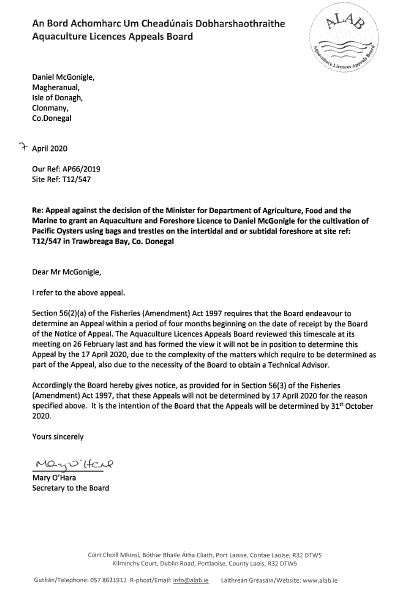 An Bord Achomharc Um Cheadúnais Dobharshaothraithe
Aquaculture Licences Appeals Board
ALAB
Aquaculture Licences Appeals Board
Daniel McGonigle,
Magheranual,
Isle of Donagh,
Clonmany,
Co.Donegal
7 April 2020
Our Ref: AP66/2019
Site Ref: T12/547
Re: Appeal against the decision of the Minister for Department of Agriculture, Food and the
Marine to grant an Aquaculture and Foreshore Licence to Daniel McGonigle for the cultivation of
Pacific Oysters using bags and trestles on the intertidal and or subtidal foreshore at site ref:
T12/547 in Trawbreaga Bay, Co. Donegal
Dear Mr McGonigle,
I refer to the above appeal.
Section 56(2)(a) of the Fisheries (Amendment) Act 1997 requires that the Board endeavour to
determine an Appeal within a period of four months beginning on the date of receipt by the Board
of the Notice of Appeal. The Aquaculture Licences Appeals Board reviewed this timescale at its
meeting on 26 February last and has formed the view it will not be in position to determine this
Appeal by the 17 April 2020, due to the complexity of the matters which require to be determined as
part of the Appeal, also due to the necessity of the Board to obtain a Technical Advisor.
Accordingly the Board hereby gives notice, as provided for in Section 56(3) of the Fisheries
(Amendment) Act 1997, that these Appeals will not be determined by 17 April 2020 for the reason
specified above. It is the intention of the Board that the Appeals will be determined by 31st October
2020.
Yours sincerely
Mary O'Hara
Mary O'Hara
Secretary to the Board
Cúirt Choill Mhinsí, Bóthar Bhaile Átha Cliath, Port Laoise, Contae Laoise, R32 DTW5
Kilminchy Court, Dublin Road, Portlaoise, County Laois, R32 DTW5
Guthán/Telephone: 057 8631912 R-phost/Email: info@alab.ie Láithreán Gréasáin/Website: www.alab.ie